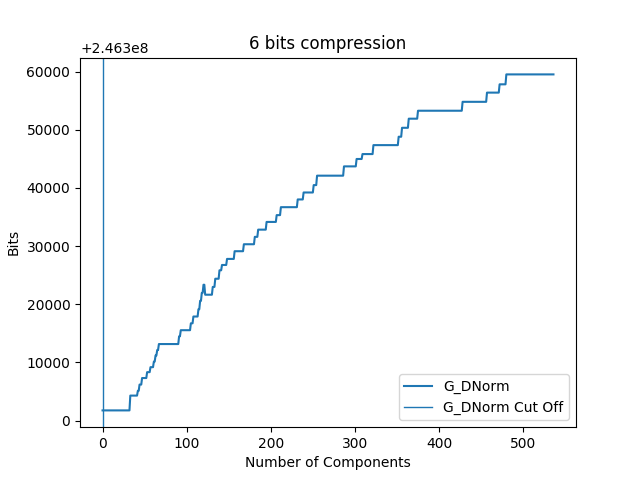 6 bits compression
+2.463e8
60000
50000
40000
30000
20000
10000
0
Bits
0 100 200 300 400 500
Number of Components
G_DNorm
G_DNorm Cut Off